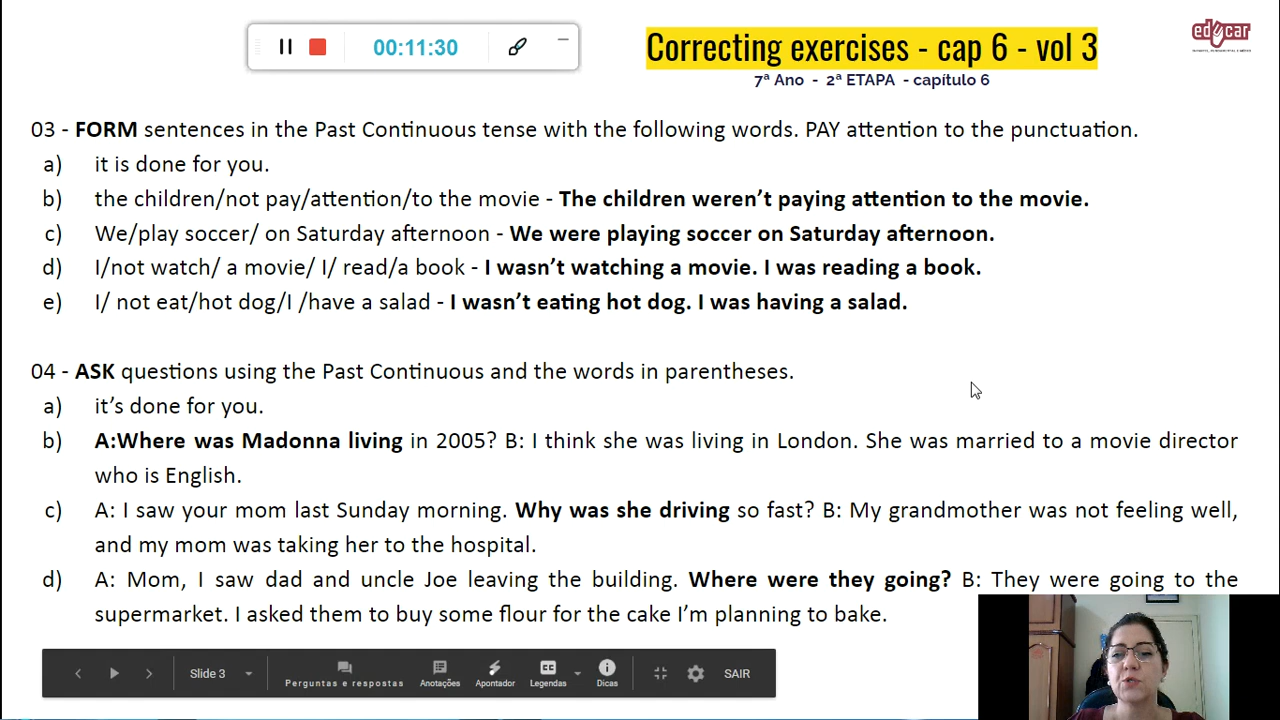 00:11:30
Correcting exercises - cap 6 - vol 3
educar
7ª Ano - 2ª ETAPA - capítulo 6
03 - FORM sentences in the Past Continuous tense with the following words. PAY attention to the punctuation.
a) it is done for you.
b) the children/not pay/attention/to the movie - The children weren't paying attention to the movie.
c) We/play soccer/ on Saturday afternoon - We were playing soccer on Saturday afternoon.
d) I/not watch/ a movie/ I/ read/a book - I wasn't watching a movie. I was reading a book.
e) I/ not eat/hot dog/I /have a salad - I wasn't eating hot dog. I was having a salad.
04 - ASK questions using the Past Continuous and the words in parentheses.
a) it's done for you.
b) A:Where was Madonna living in 2005? B: I think she was living in London. She was married to a movie director
who is English.
c) A: I saw your mom last Sunday morning. Why was she driving so fast? B: My grandmother was not feeling well,
and my mom was taking her to the hospital.
d) A: Mom, I saw dad and uncle Joe leaving the building. Where were they going? B: They were going to the
supermarket. I asked them to buy some flour for the cake I'm planning to bake.
Slide 3
Perguntas e respostas
Anotações
Apontador
Legendas
Dicas
SAIR